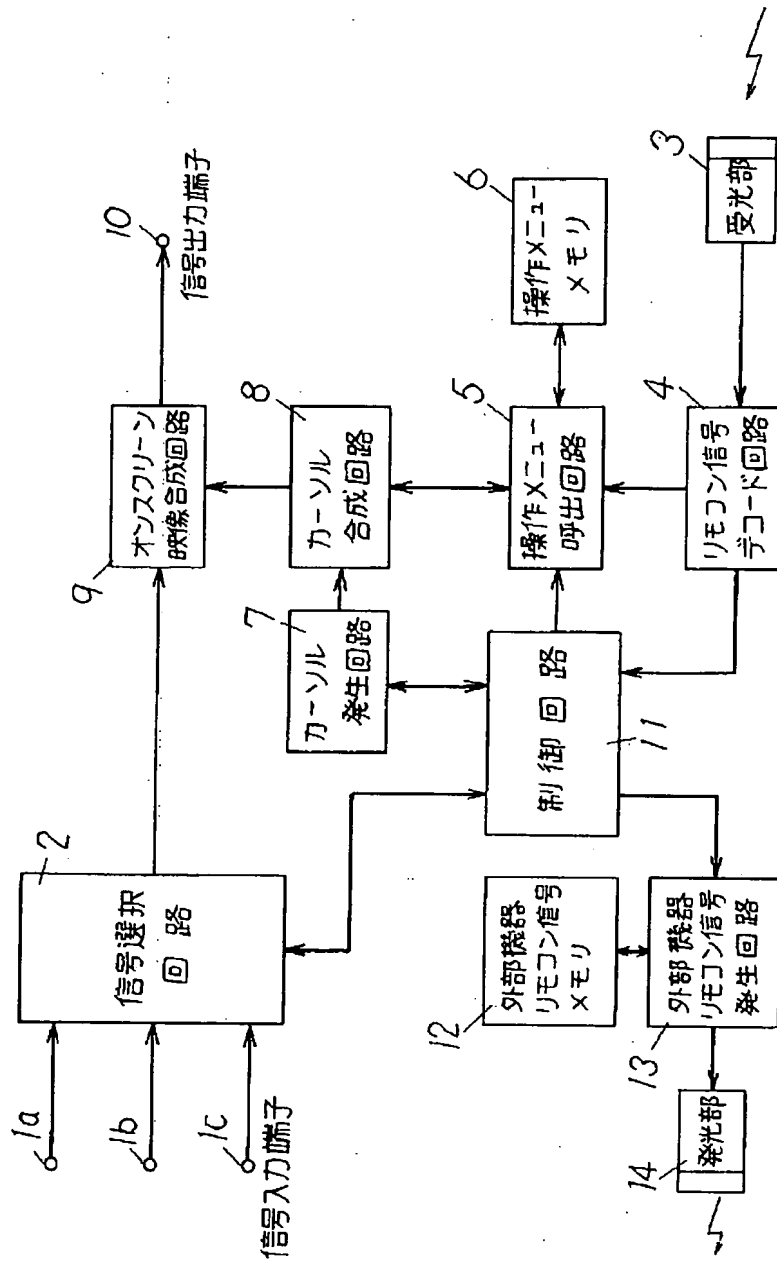 1a
1b
1c
信号入力端子
2
信号選択
回路
9
オンスクリーン
映像合成回路
10
信号出力端子
7
カーソル
発生回路
8
カーソル
合成回路
12
外部機器
リモコン信号
メモリ
制御回路
11
5
操作メニュー
呼出回路
6
操作メニュー
メモリ
14
発光部
13
外部機器
リモコン信号
発生回路
4
リモコン信号
デコード回路
3
受光部